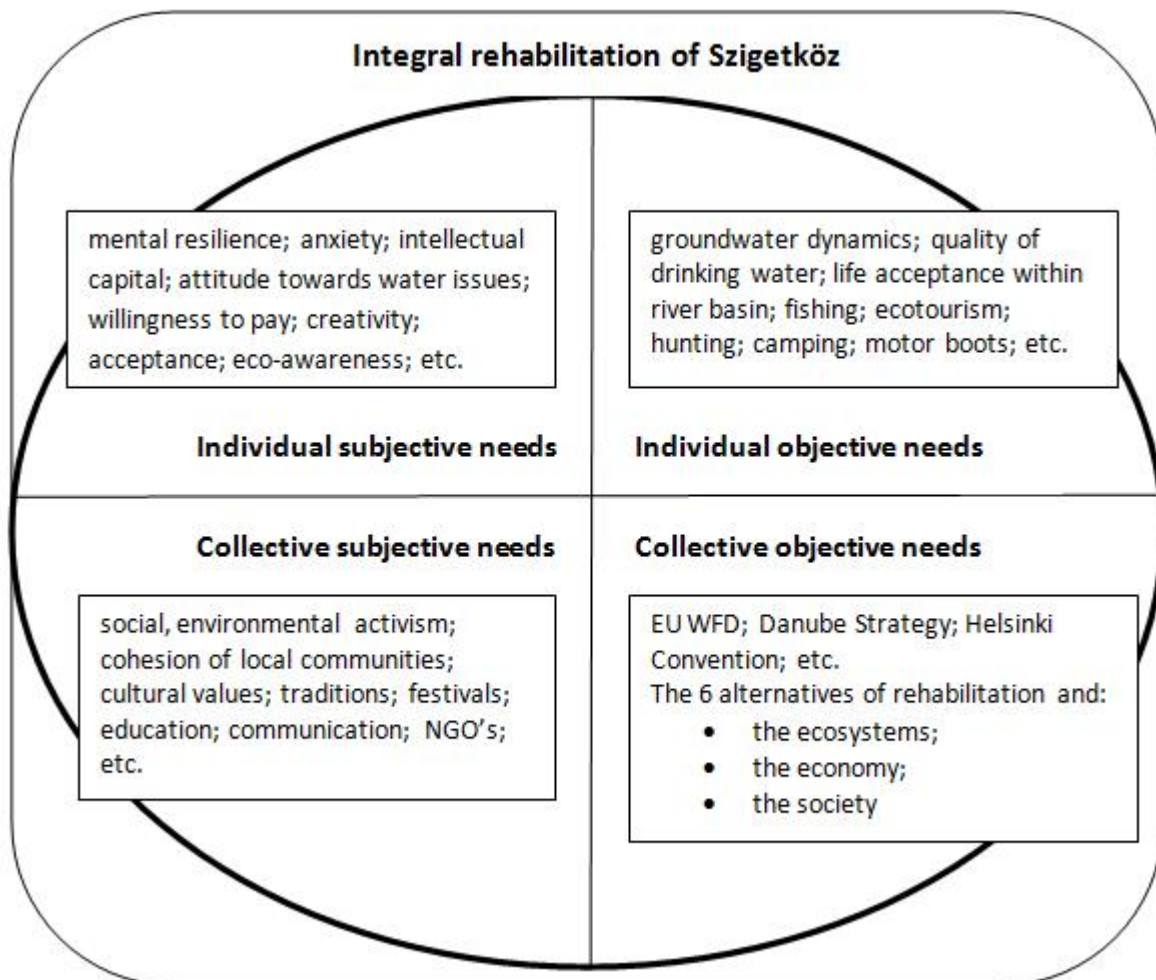 Integral rehabilitation of Szigetköz
mental resilience; anxiety; intellectual
capital; attitude towards water issues;
willingness to pay; creativity;
acceptance; eco-awareness; etc.
Individual subjective needs
groundwater dynamics; quality of
drinking water; life acceptance within
river basin; fishing; ecotourism;
hunting; camping; motor boots; etc.
Individual objective needs
Collective subjective needs
social, environmental activism;
cohesion of local communities;
cultural values; traditions; festivals;
education; communication; NGO's;
etc.
Collective objective needs
EU WFD; Danube Strategy; Helsinki
Convention; etc.
The 6 alternatives of rehabilitation and:
• the ecosystems;
• the economy;
• the society